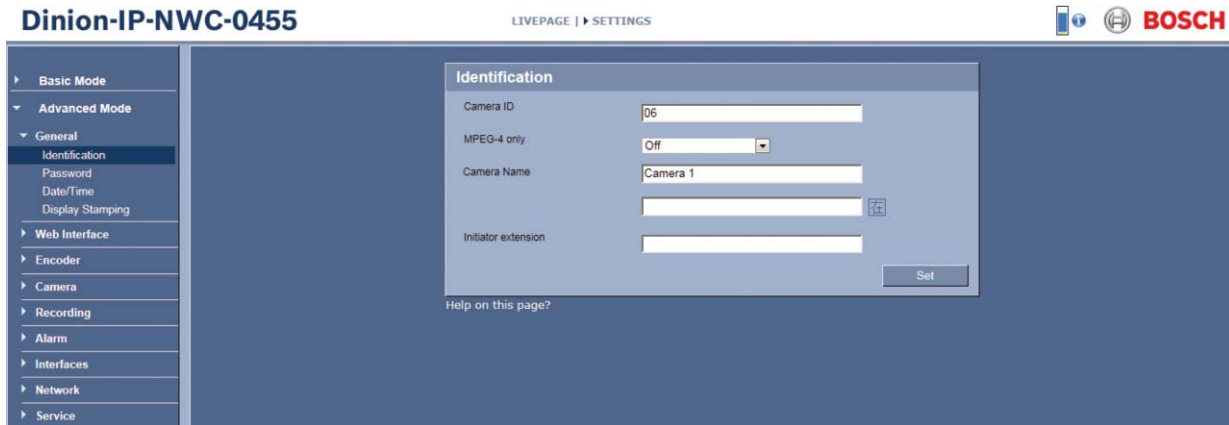 Dinion-IP-NWC-0455
LIVEPAGE | SETTINGS
BOSCH
Basic Mode
Advanced Mode
General
Identification
Password
Date/Time
Display Stamping
Web Interface
Encoder
Camera
Recording
Alarm
Interfaces
Network
Service
Identification
Camera ID
06
MPEG-4 only
Off
Camera Name
Camera 1
在
Initiator extension
Set
Help on this page?